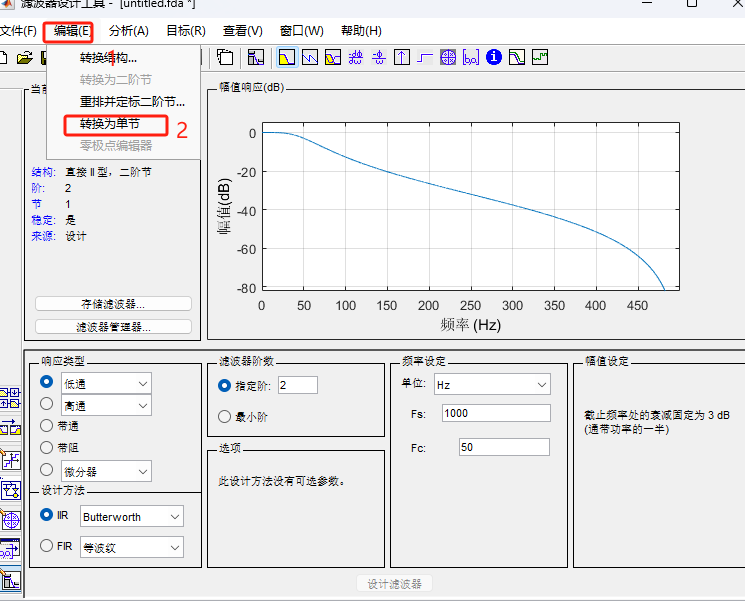 滤波器设计工具 - [untitled.fda *]
文件(F) 编辑(E) 分析(A) 目标(R) 查看(V) 窗口(W) 帮助(H)
转换结构...
1
转换为二阶节
重排并定标二阶节...
转换为单节
2
零极点编辑器
当前
结构: 直接 II 型，二阶节
阶: 2
节 1
稳定: 是
来源: 设计
存储滤波器...
滤波器管理器...
幅值响应(dB)
幅值(dB)
0
-20
-40
-60
-80
0 50 100 150 200 250 300 350 400 450
频率 (Hz)
响应类型
低通
高通
带通
带阻
微分器
设计方法
IIR Butterworth
FIR 等波纹
滤波器阶数
指定阶: 2
最小阶
选项
此设计方法没有可选参数。
频率设定
单位: Hz
Fs: 1000
Fc: 50
幅值设定
截止频率处的衰减固定为 3 dB
(通带功率的一半)
设计滤波器